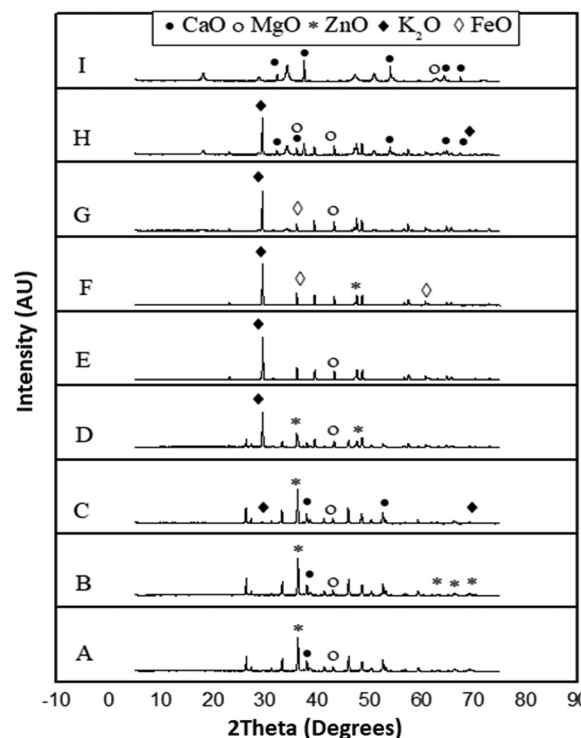 CaO MgO ZnO K₂O FeO
I
H
G
F
E
D
C
B
A
Intensity (AU)
-10 0 10 20 30 40 50 60 70 80 90
2Theta (Degrees)